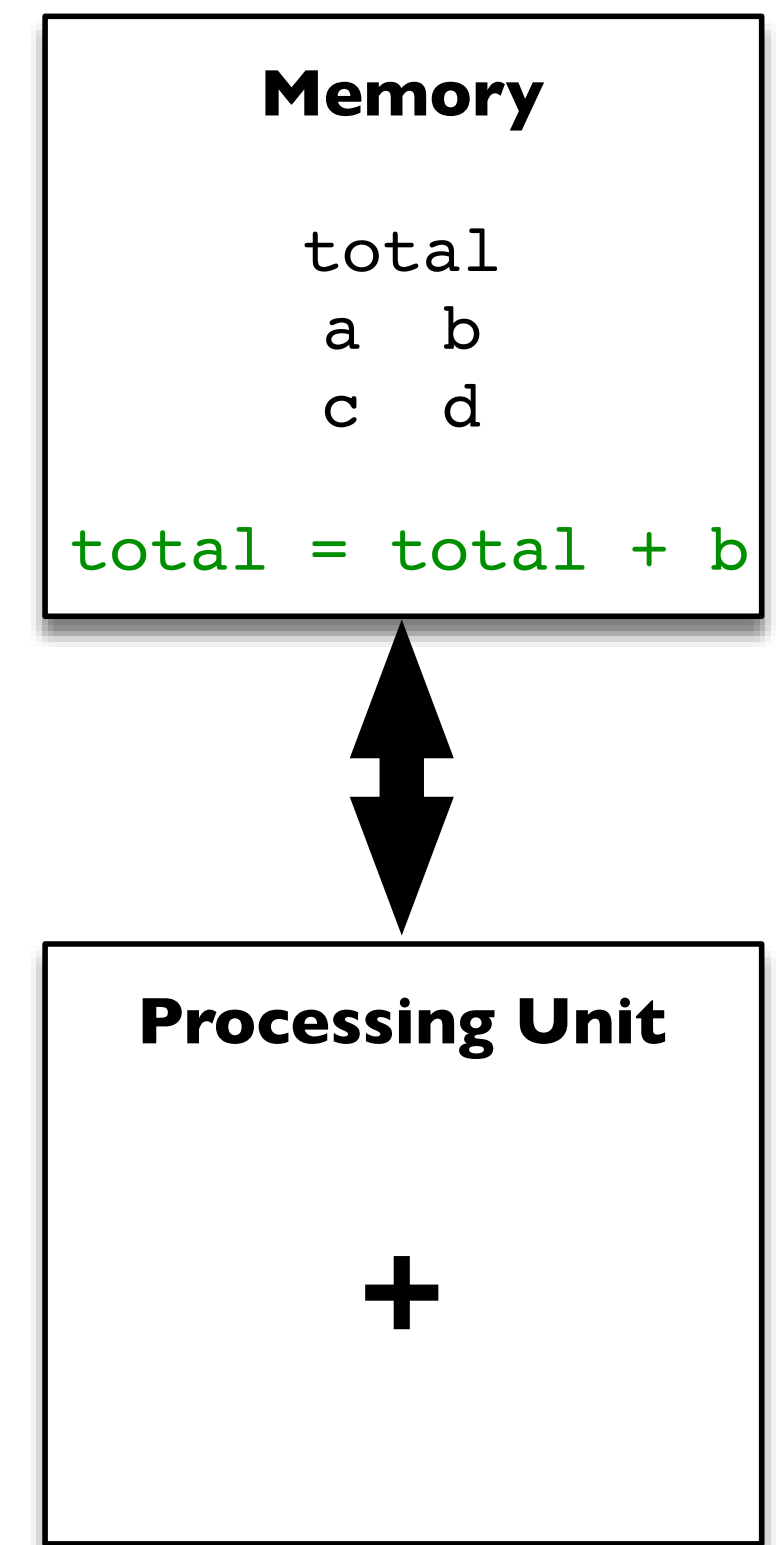 Memory
total
a b
c d
total = total + b
Processing Unit
+